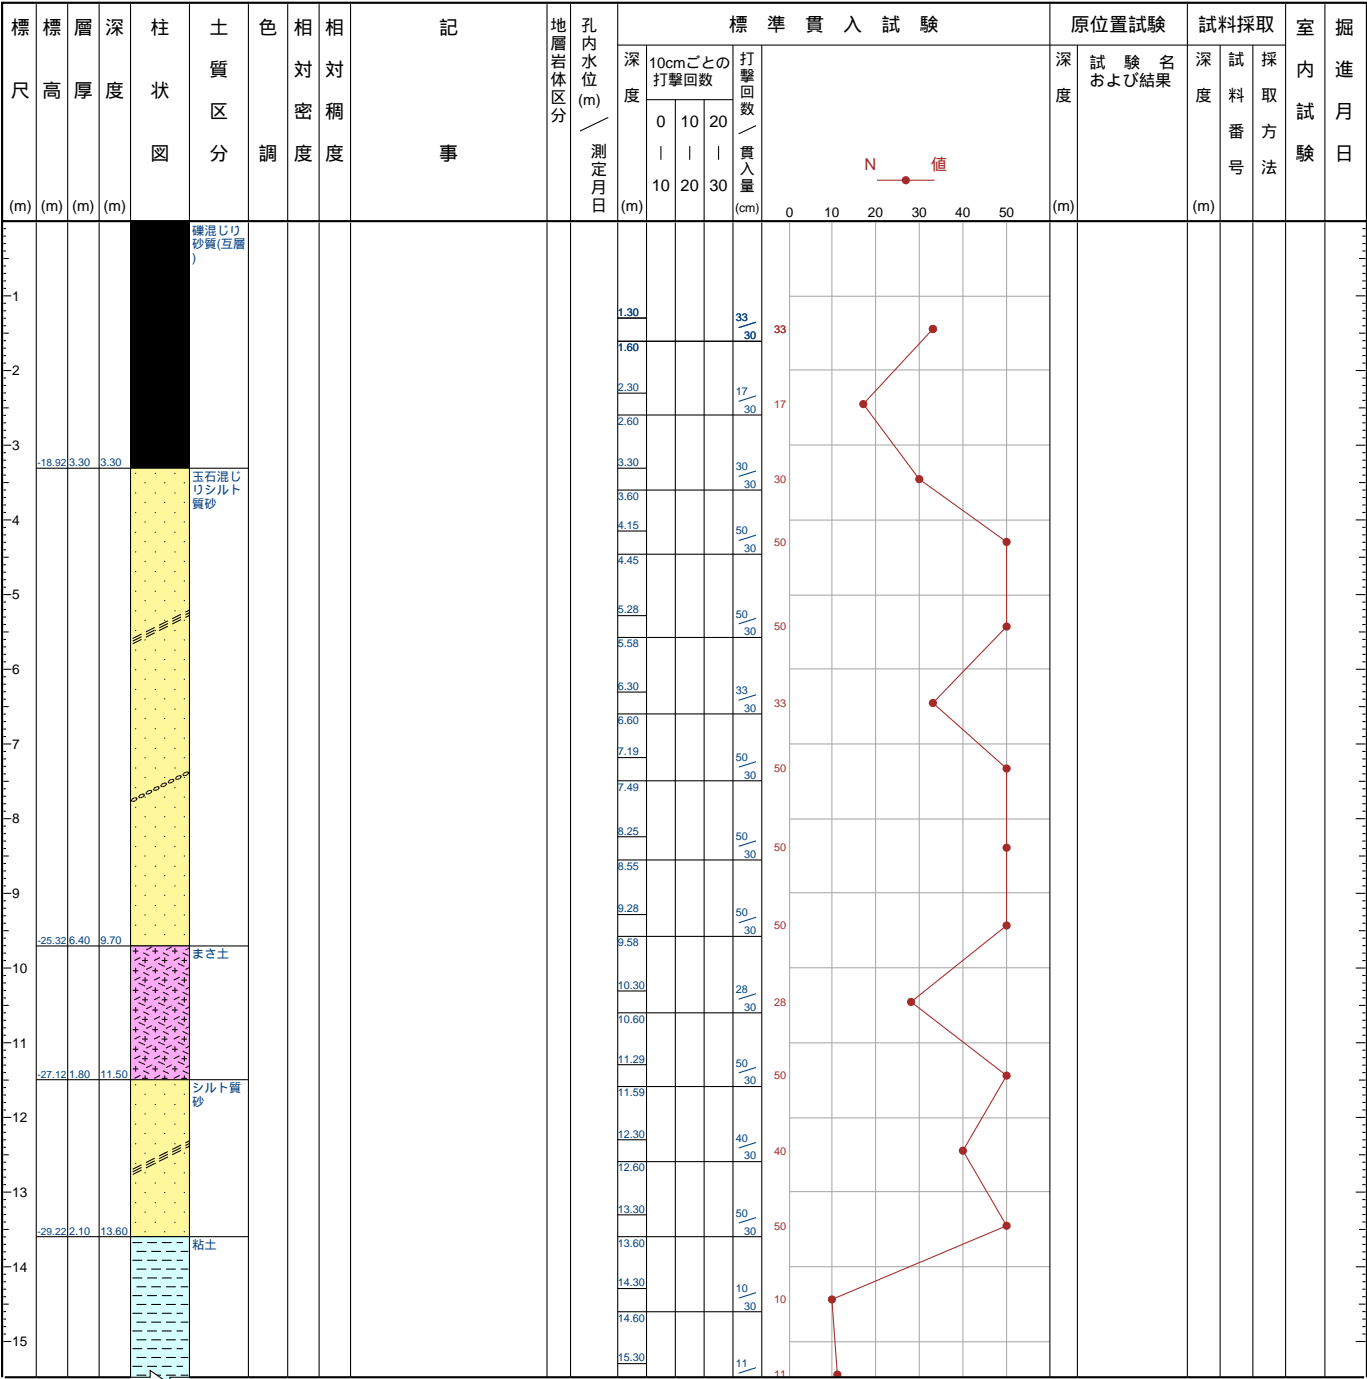 標尺(m)
標高(m)
層厚(m)
深度(m)
柱状図
土質区分
色調
相対密度
相対稠度
記事
地層岩体区分
孔内水位(m)／測定月日
標準貫入試験
深度(m)
10cmごとの
打撃回数
0 | 10
10 | 20
20 | 30
打撃回数／貫入量(cm)
N 値
0 10 20 30 40 50
原位置試験
深度(m)
試験名
および結果
試料採取
深度(m)
試料番号
採取方法
室内試験
掘進月日
礫混じり
砂質(互層
)
1
1.30 33/30 33
1.60
2
2.30 17/30 17
2.60
3
-18.92 3.30 3.30
3.30 30/30 30
玉石混じ
りシルト
質砂
3.60
4
4.15 50/30 50
4.45
5
5.28 50/30 50
5.58
6
6.30 33/30 33
6.60
7
7.19 50/30 50
7.49
8
8.25 50/30 50
8.55
9
9.28 50/30 50
9.58
-25.32 6.40 9.70
まさ土
10
10.30 28/30 28
10.60
11
11.29 50/30 50
-27.12 1.80 11.50
シルト質
砂
11.59
12
12.30 40/30 40
12.60
13
13.30 50/30 50
-29.22 2.10 13.60
粘土
13.60
14
14.30 10/30 10
14.60
15
15.30 11/ 11